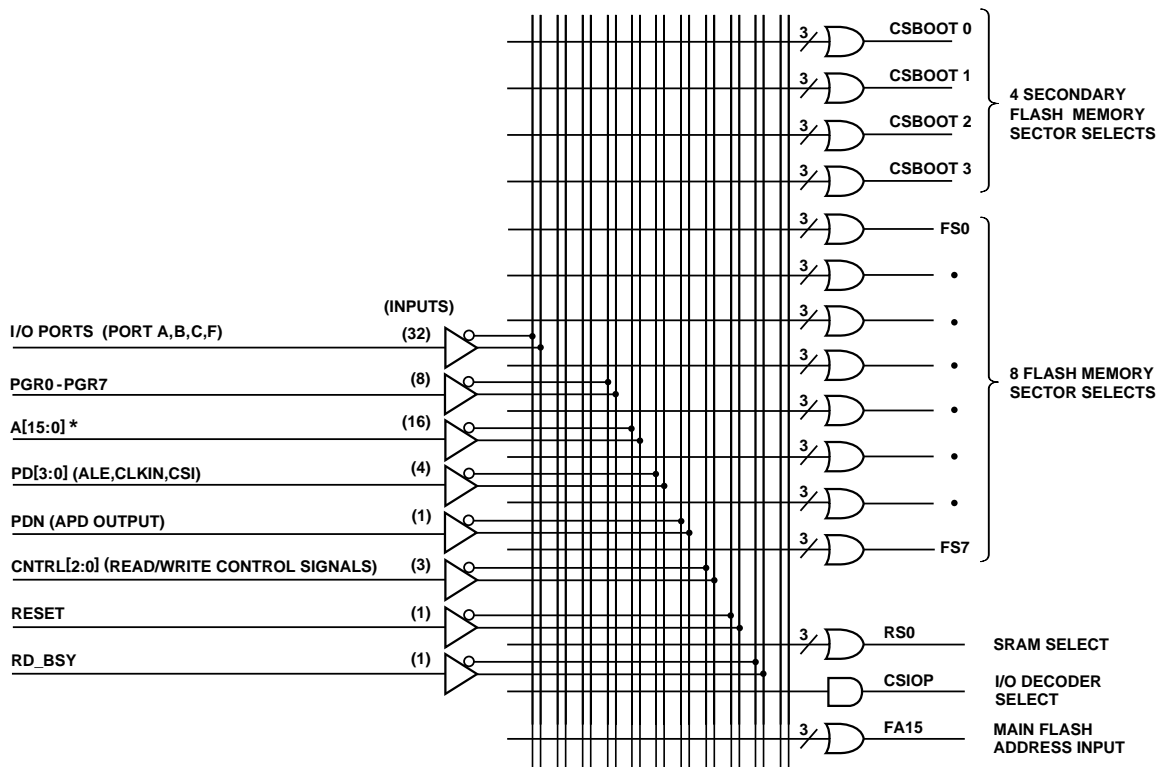 3 CSBOOT 0
3 CSBOOT 1
3 CSBOOT 2
3 CSBOOT 3
4 SECONDARY
FLASH MEMORY
SECTOR SELECTS
3 FS0
3 •
3 •
3 •
3 •
3 •
3 •
3 FS7
8 FLASH MEMORY
SECTOR SELECTS
(INPUTS)
I/O PORTS (PORT A,B,C,F) (32)
PGR0 - PGR7 (8)
A[15:0] * (16)
PD[3:0] (ALE,CLKIN,CSI) (4)
PDN (APD OUTPUT) (1)
CNTRL[2:0] (READ/WRITE CONTROL SIGNALS) (3)
RESET (1)
RD_BSY (1)
3 RS0 SRAM SELECT
CSIOP I/O DECODER
SELECT
3 FA15 MAIN FLASH
ADDRESS INPUT